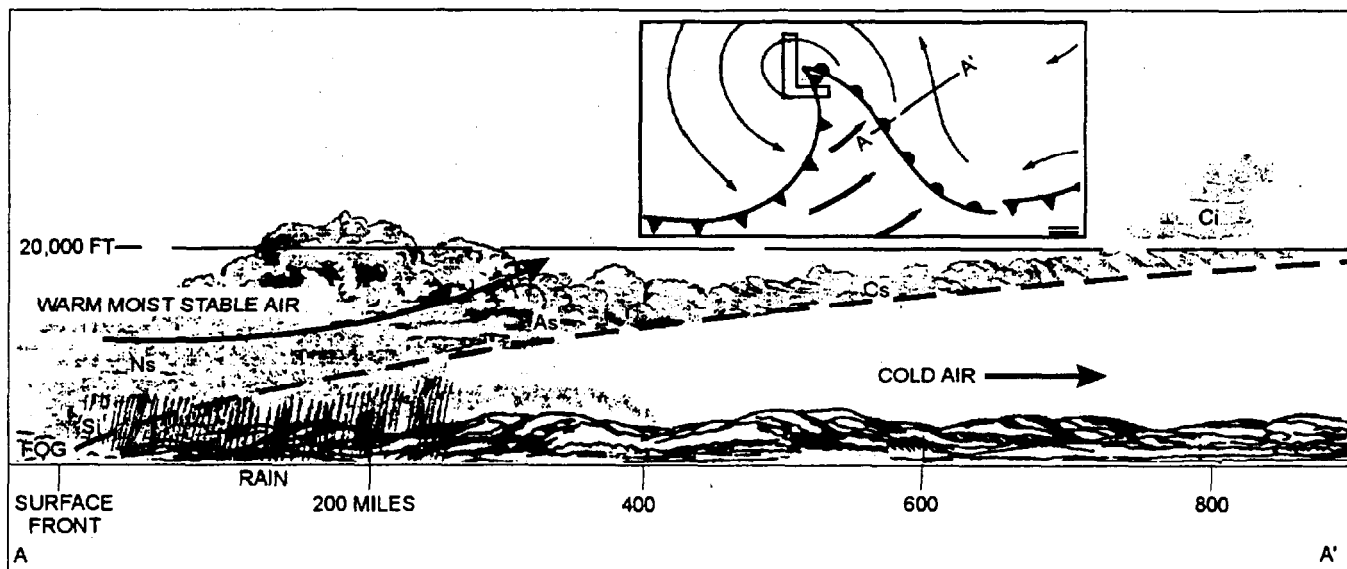 L
A'
A
Ci
20,000 FT
WARM MOIST STABLE AIR
Cs
As
Ns
COLD AIR
St
FOG
RAIN
SURFACE
FRONT
200 MILES
400
600
800
A
A'